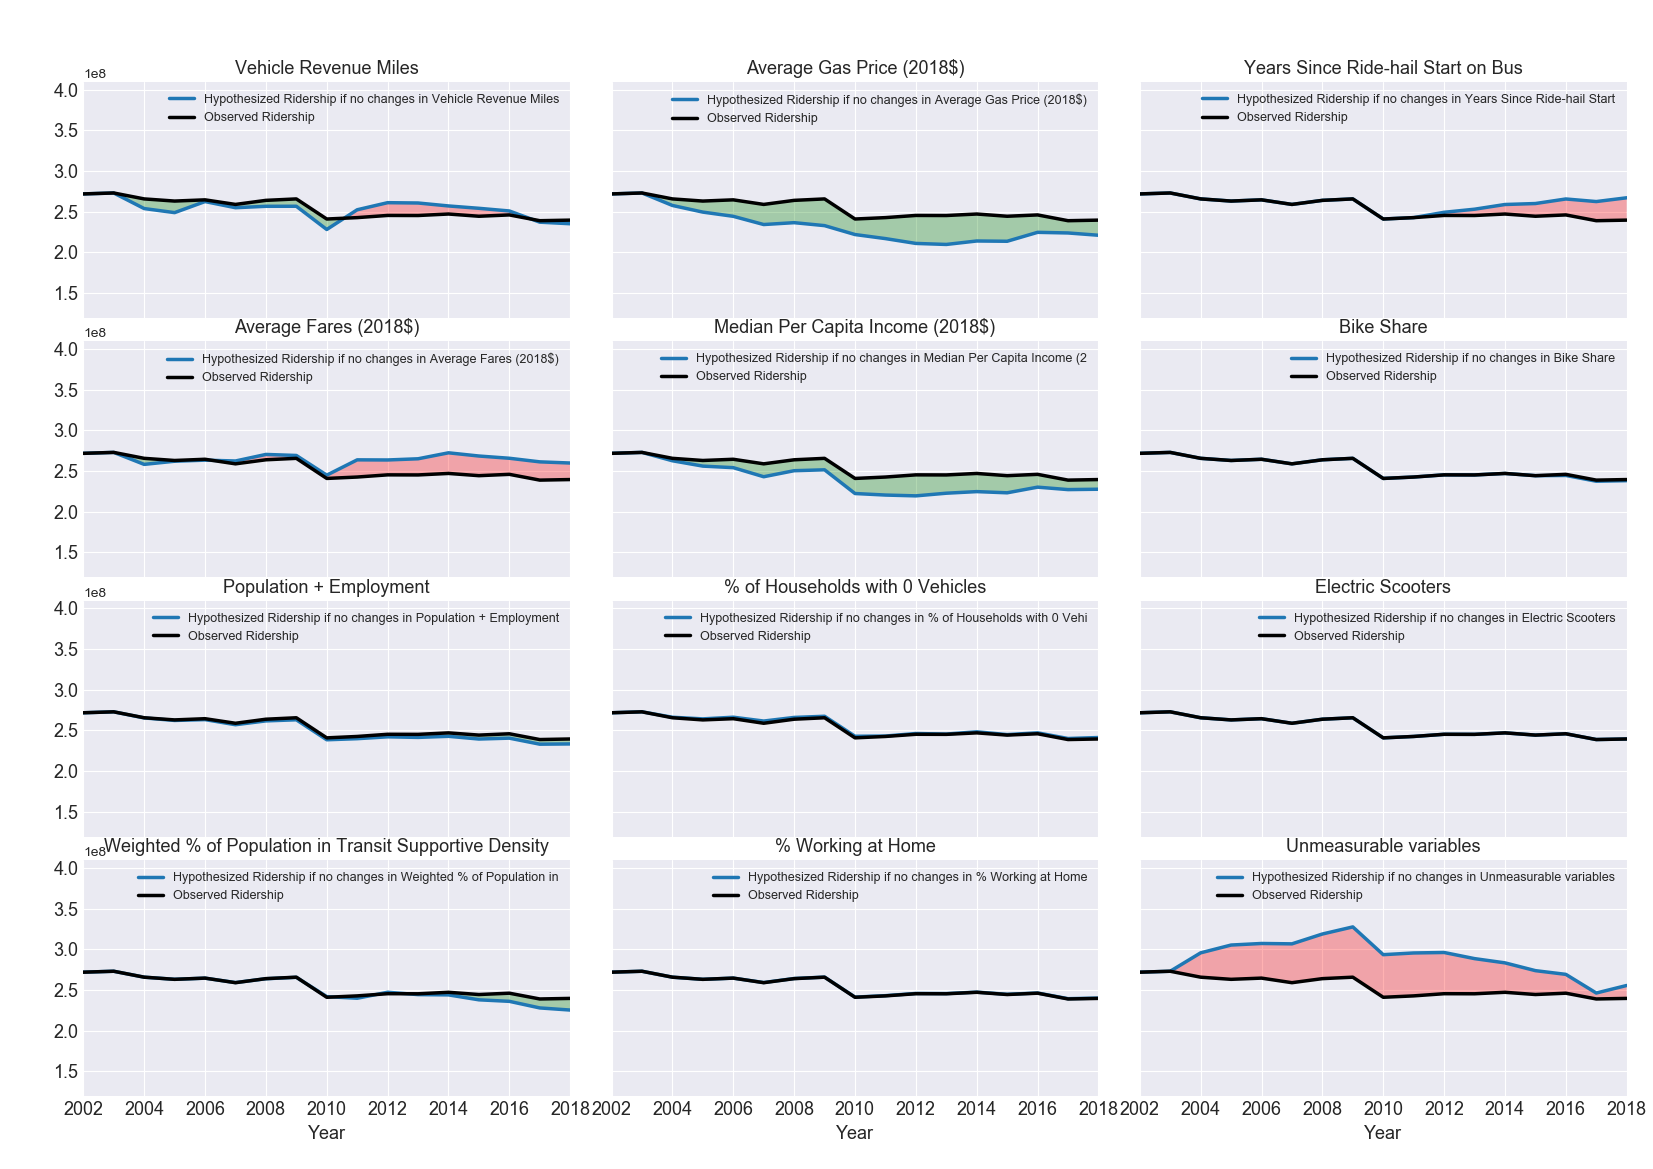 Vehicle Revenue Miles
1e8
4.0
3.5
3.0
2.5
2.0
1.5
Hypothesized Ridership if no changes in Vehicle Revenue Miles
Observed Ridership
Average Gas Price (2018$)
Hypothesized Ridership if no changes in Average Gas Price (2018$)
Observed Ridership
Years Since Ride-hail Start on Bus
Hypothesized Ridership if no changes in Years Since Ride-hail Start
Observed Ridership
Average Fares (2018$)
1e8
4.0
3.5
3.0
2.5
2.0
1.5
Hypothesized Ridership if no changes in Average Fares (2018$)
Observed Ridership
Median Per Capita Income (2018$)
Hypothesized Ridership if no changes in Median Per Capita Income (2
Observed Ridership
Bike Share
Hypothesized Ridership if no changes in Bike Share
Observed Ridership
Population + Employment
1e8
4.0
3.5
3.0
2.5
2.0
1.5
Hypothesized Ridership if no changes in Population + Employment
Observed Ridership
% of Households with 0 Vehicles
Hypothesized Ridership if no changes in % of Households with 0 Vehi
Observed Ridership
Electric Scooters
Hypothesized Ridership if no changes in Electric Scooters
Observed Ridership
Weighted % of Population in Transit Supportive Density
1e8
4.0
3.5
3.0
2.5
2.0
1.5
Hypothesized Ridership if no changes in Weighted % of Population in
Observed Ridership
2002 2004 2006 2008 2010 2012 2014 2016 2018
Year
% Working at Home
Hypothesized Ridership if no changes in % Working at Home
Observed Ridership
2002 2004 2006 2008 2010 2012 2014 2016 2018
Year
Unmeasurable variables
Hypothesized Ridership if no changes in Unmeasurable variables
Observed Ridership
2002 2004 2006 2008 2010 2012 2014 2016 2018
Year